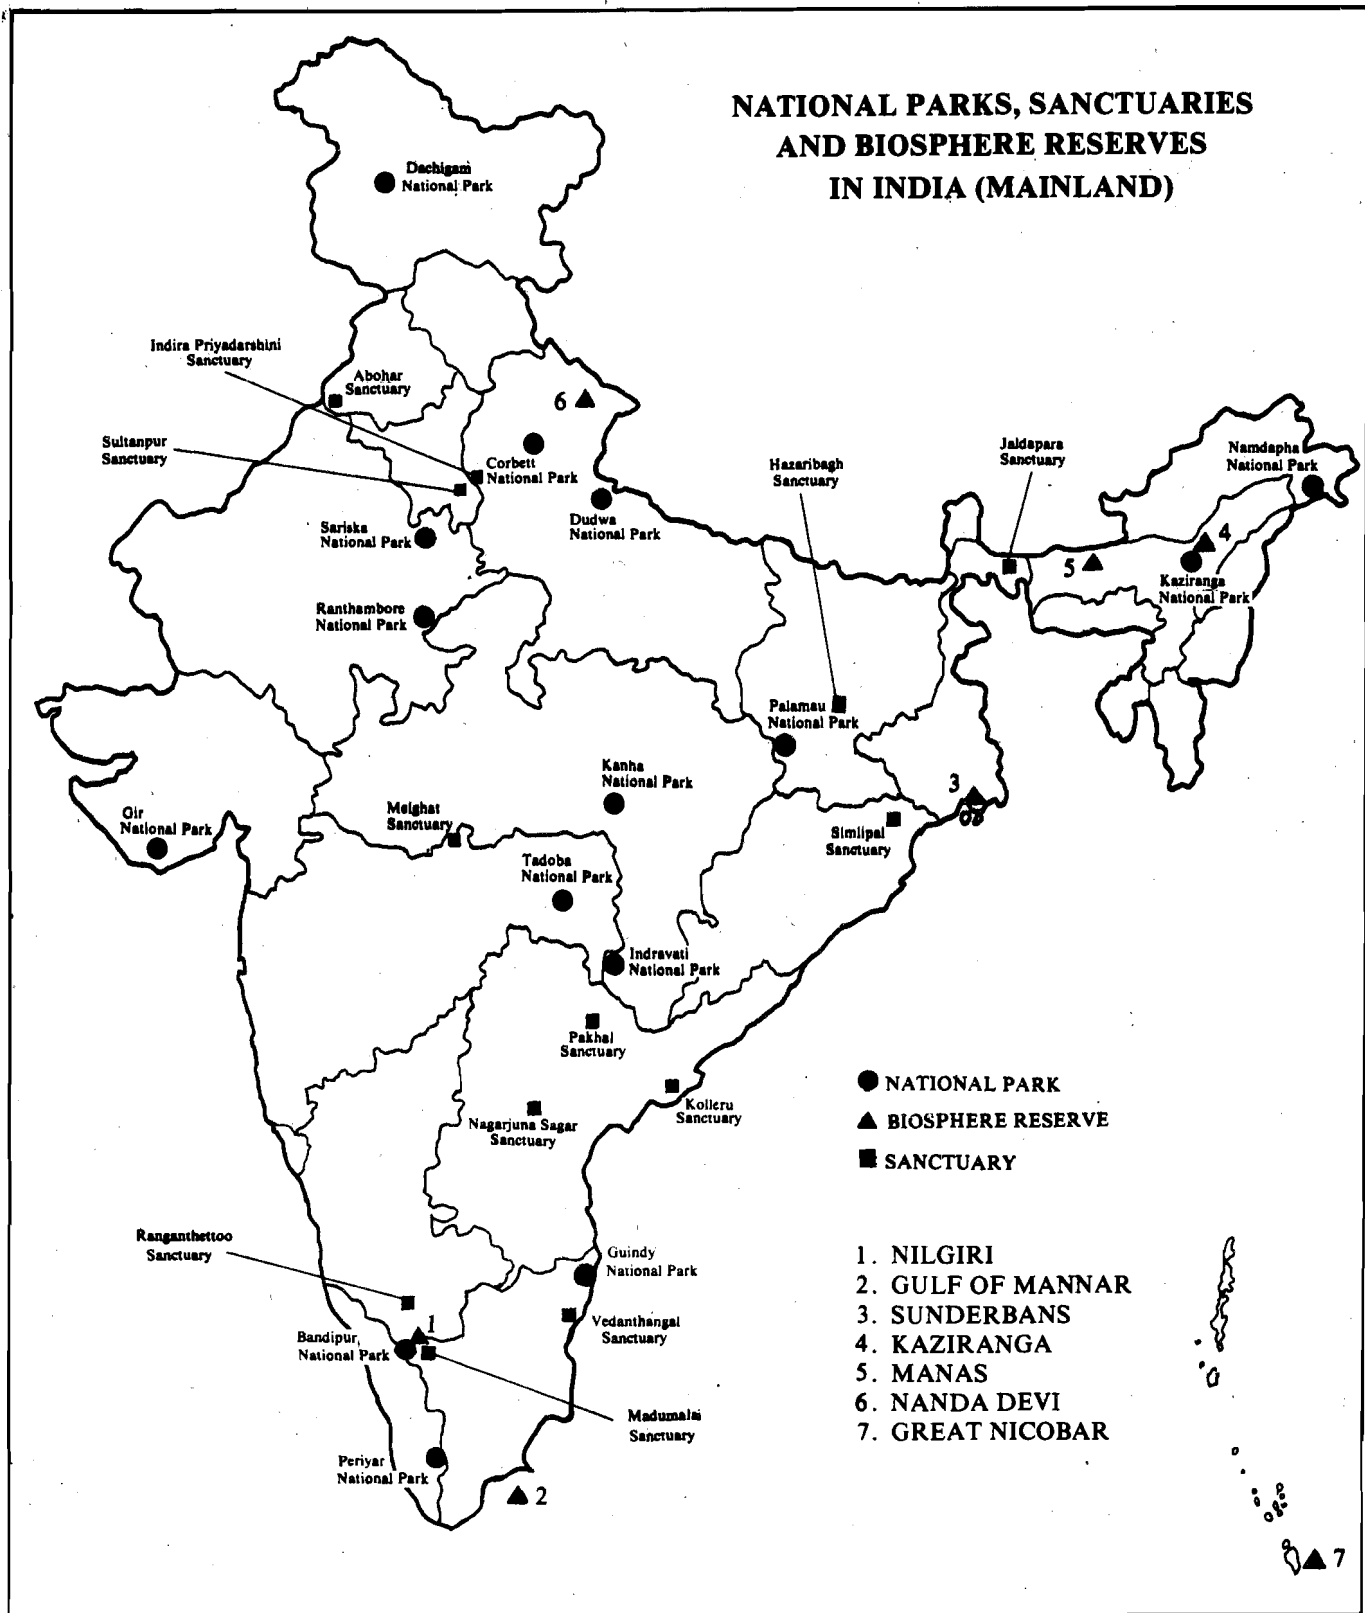 NATIONAL PARKS, SANCTUARIES
AND BIOSPHERE RESERVES
IN INDIA (MAINLAND)
Dachigam
National Park
Indira Priyadarshini
Sanctuary
Abohar
Sanctuary
6
Sultanpur
Sanctuary
Corbett
National Park
Hazaribagh
Sanctuary
Jaldapara
Sanctuary
Namdapha
National Park
Dudwa
National Park
Sariska
National Park
4
5
Kaziranga
National Park
Ranthambore
National Park
Palamau
National Park
Kanha
National Park
3
Gir
National Park
Melghat
Sanctuary
Simlipal
Sanctuary
Tadoba
National Park
Indravati
National Park
Pakhal
Sanctuary
Kolleru
Sanctuary
Nagarjuna Sagar
Sanctuary
NATIONAL PARK
BIOSPHERE RESERVE
SANCTUARY
Ranganthettoo
Sanctuary
Guindy
National Park
Vedanthangal
Sanctuary
1
Bandipur
National Park
Madumalai
Sanctuary
Periyar
National Park
2
1. NILGIRI
2. GULF OF MANNAR
3. SUNDERBANS
4. KAZIRANGA
5. MANAS
6. NANDA DEVI
7. GREAT NICOBAR
7